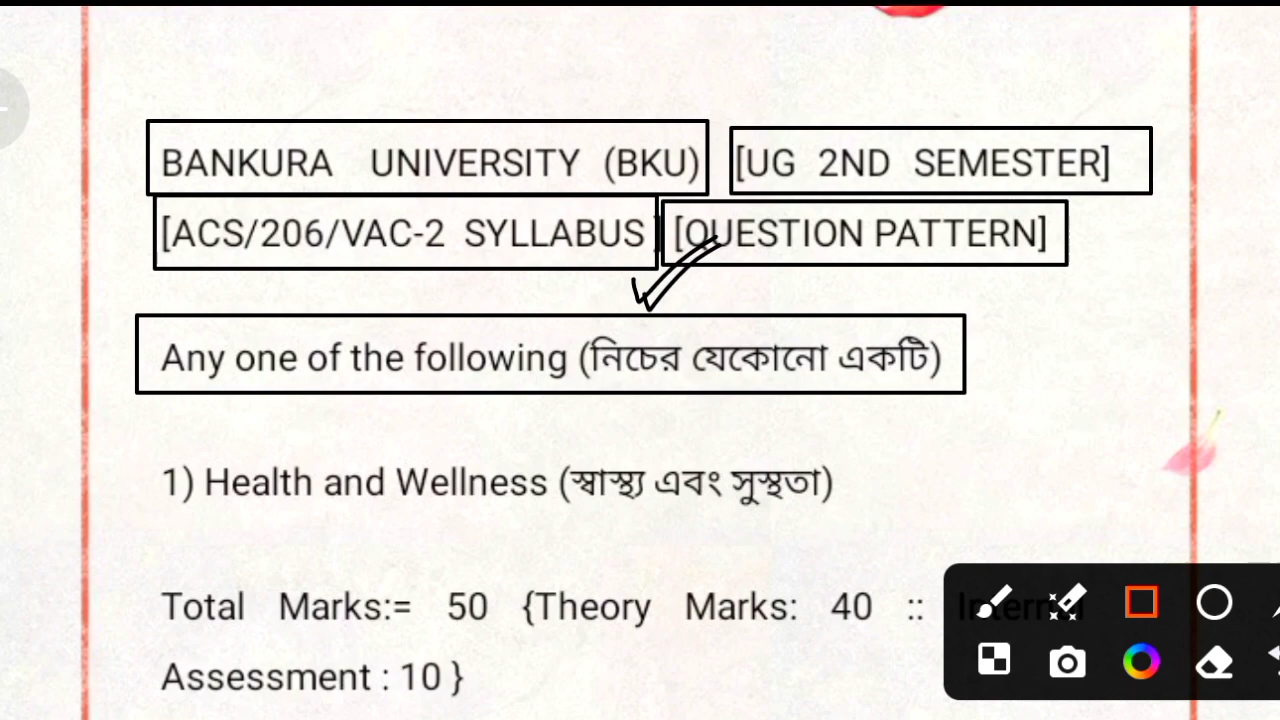 BANKURA UNIVERSITY (BKU) [UG 2ND SEMESTER]
[ACS/206/VAC-2 SYLLABUS ] [QUESTION PATTERN]
Any one of the following (নিচের যেকোনো একটি)
1) Health and Wellness (স্বাস্থ্য এবং সুস্থতা)
Total Marks:= 50 {Theory Marks: 40 :: Internal
Assessment : 10 }